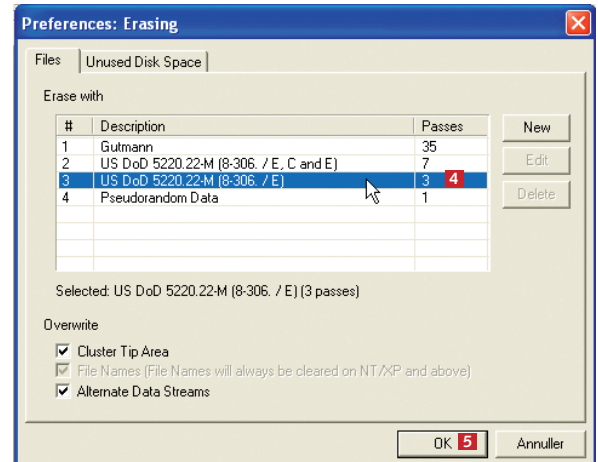 Preferences: Erasing
Files Unused Disk Space
Erase with
# Description Passes
1 Gutmann 35
2 US DoD 5220.22-M (8-306. / E, C and E) 7
3 US DoD 5220.22-M (8-306. / E) 3 4
4 Pseudorandom Data 1
New
Edit
Delete
Selected: US DoD 5220.22-M (8-306. / E) (3 passes)
Overwrite
Cluster Tip Area
File Names (File Names will always be cleared on NT/XP and above)
Alternate Data Streams
OK 5 Annuller